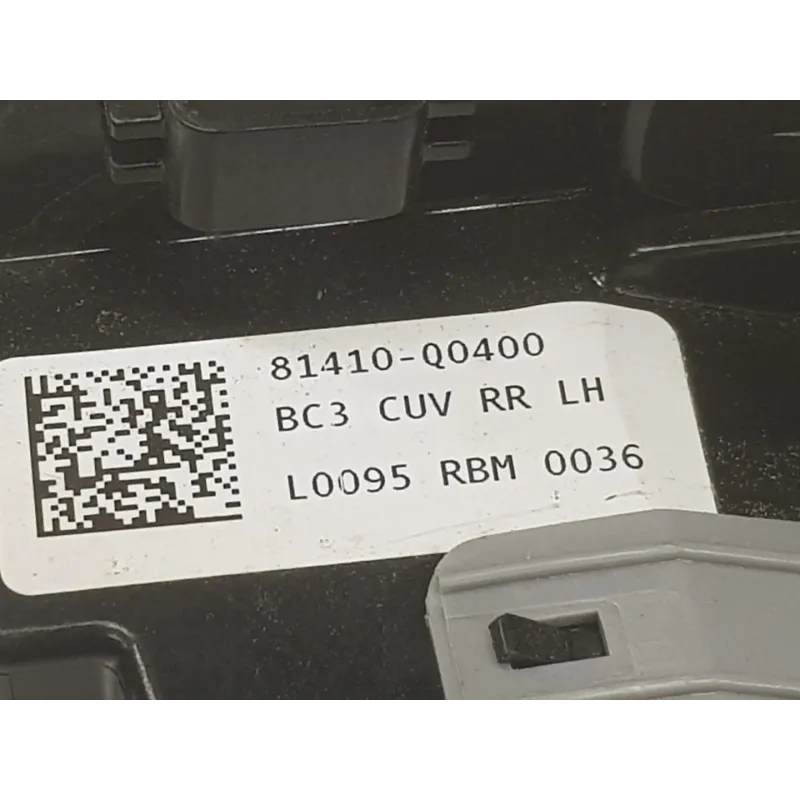 81410-Q0400
BC3 CUV RR LH
L0095 RBM 0036